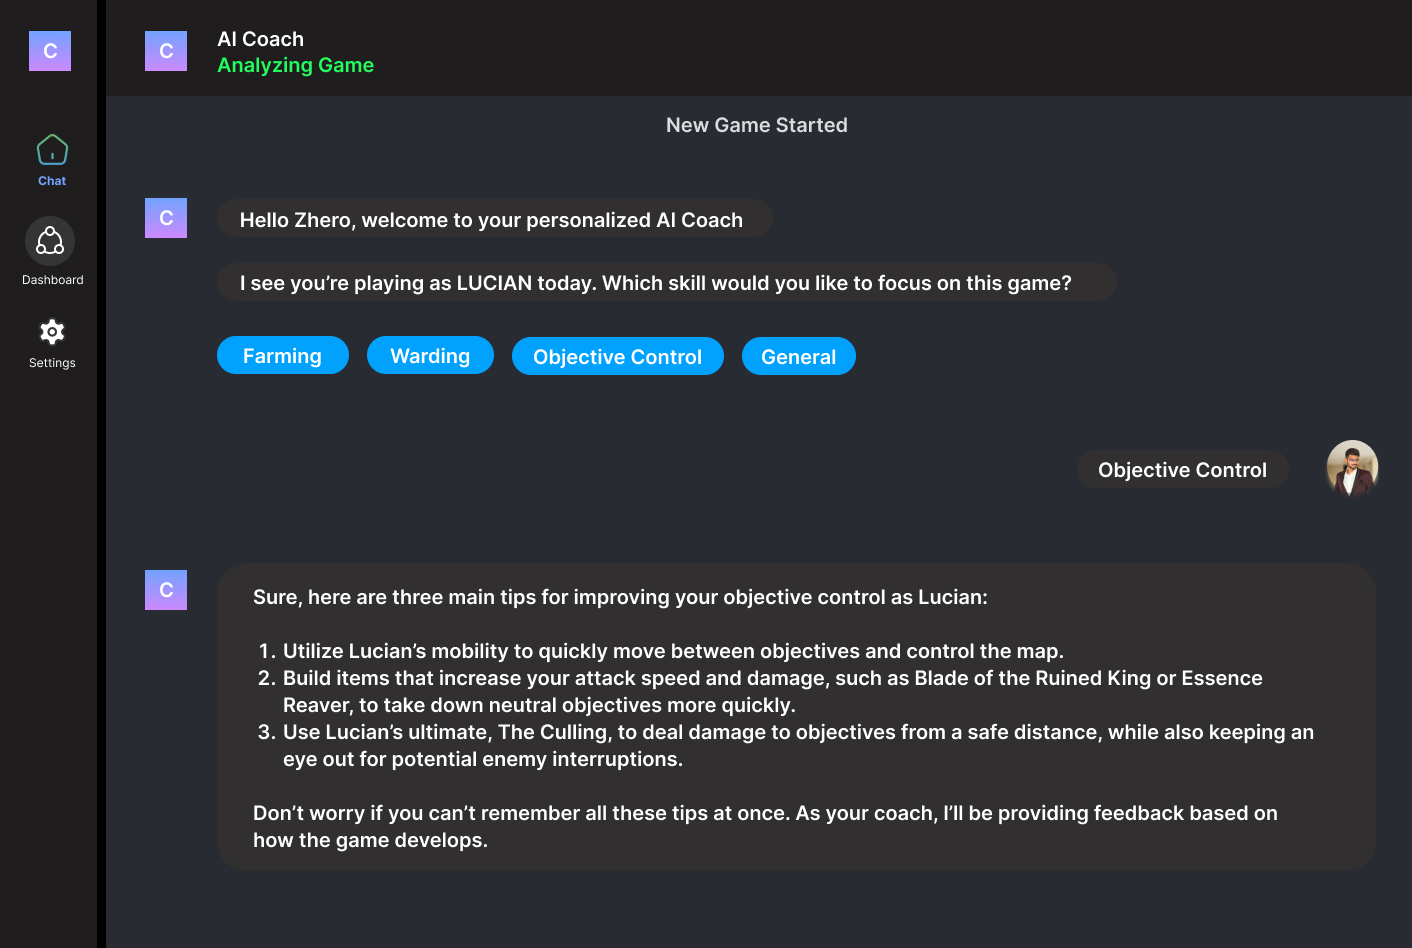 C
Chat
Dashboard
Settings
C
AI Coach
Analyzing Game
New Game Started
C
Hello Zhero, welcome to your personalized AI Coach
I see you’re playing as LUCIAN today. Which skill would you like to focus on this game?
Farming
Warding
Objective Control
General
Objective Control
C
Sure, here are three main tips for improving your objective control as Lucian:
1. Utilize Lucian’s mobility to quickly move between objectives and control the map.
2. Build items that increase your attack speed and damage, such as Blade of the Ruined King or Essence
Reaver, to take down neutral objectives more quickly.
3. Use Lucian’s ultimate, The Culling, to deal damage to objectives from a safe distance, while also keeping an
eye out for potential enemy interruptions.
Don’t worry if you can’t remember all these tips at once. As your coach, I’ll be providing feedback based on
how the game develops.